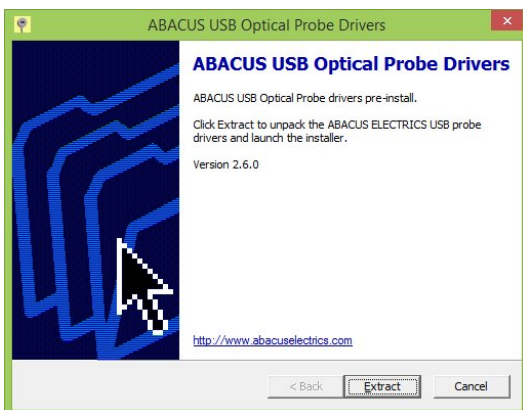 ABACUS USB Optical Probe Drivers
ABACUS USB Optical Probe Drivers
ABACUS USB Optical Probe drivers pre-install.
Click Extract to unpack the ABACUS ELECTRICS USB probe
drivers and launch the installer.
Version 2.6.0
http://www.abacuselectrics.com
< Back
Extract
Cancel